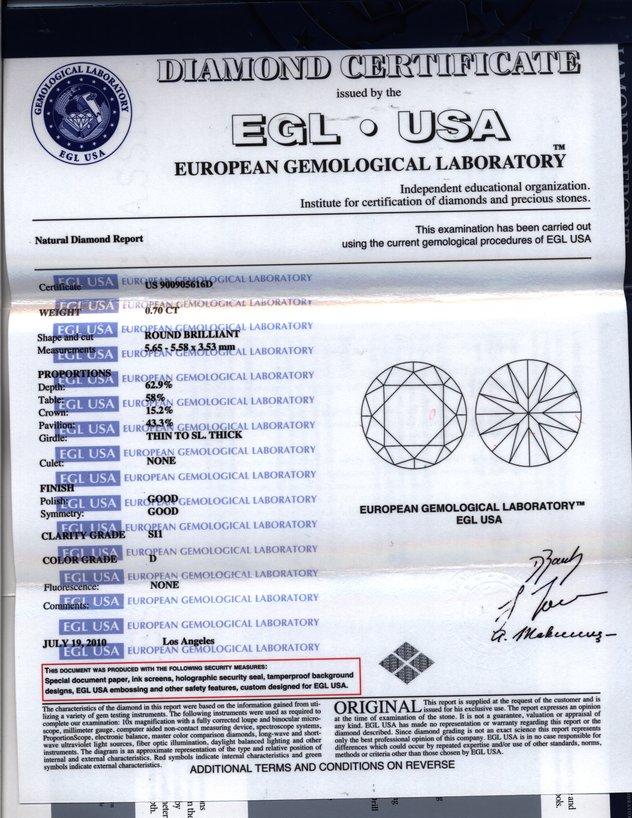 GEMOLOGICAL LABORATORY
EGL USA
DIAMOND CERTIFICATE
issued by the
EGL • USA
EUROPEAN GEMOLOGICAL LABORATORY™
Independent educational organization.
Institute for certification of diamonds and precious stones.
Natural Diamond Report
This examination has been carried out
using the current gemological procedures of EGL USA
Certificate US 900905616D
WEIGHT 0.70 CT
Shape and cut ROUND BRILLIANT
Measurements 5.65 - 5.58 x 3.53 mm
PROPORTIONS
Depth: 62.9%
Table: 58%
Crown: 15.2%
Pavilion: 43.3%
Girdle: THIN TO SL. THICK
Culet: NONE
FINISH
Polish: GOOD
Symmetry: GOOD
CLARITY GRADE SI1
COLOR GRADE D
Fluorescence: NONE
Comments:
EGL USA EUROPEAN GEMOLOGICAL LABORATORY
EUROPEAN GEMOLOGICAL LABORATORY™
EGL USA
JULY 19, 2010 Los Angeles
THIS DOCUMENT WAS PRODUCED WITH THE FOLLOWING SECURITY MEASURES:
Special document paper, ink screens, holographic security seal, tamperproof background
designs, EGL USA embossing and other safety features, custom designed for EGL USA.
The characteristics of the diamond in this report were based on the information gained from uti-
lizing a variety of gem testing instruments. The following instruments were used to
complete our examination: 10x magnification with a fully corrected loupe and binocular micro-
scope, millimeter gauge, computer aided non-contact measuring device, spectroscope systems,
ProportionScope, electronic balance, master color comparison diamonds, long-wave and short-
wave ultraviolet light sources, fiber optic illumination, daylight balanced lighting and other
instruments. The diagram is an approximate representation of the type and relative position of
internal and external characteristics. Red symbols indicate internal characteristics and green
symbols indicate external characteristics.
ORIGINAL This report is supplied at the request of the customer and is
issued for his exclusive use. The report expresses an opinion
at the time of examination of the stone. It is not a guarantee, valuation or appraisal of
any kind. EGL USA has made no representation or warranty regarding this report or the
diamond described. Since diamond grading is not an exact science this report represents
only the best professional opinion of this company. EGL USA is in no case responsible for
differences which could occur by repeated expertise and/or use of other standards, norms,
methods or criteria other than those chosen by EGL USA.
ADDITIONAL TERMS AND CONDITIONS ON REVERSE